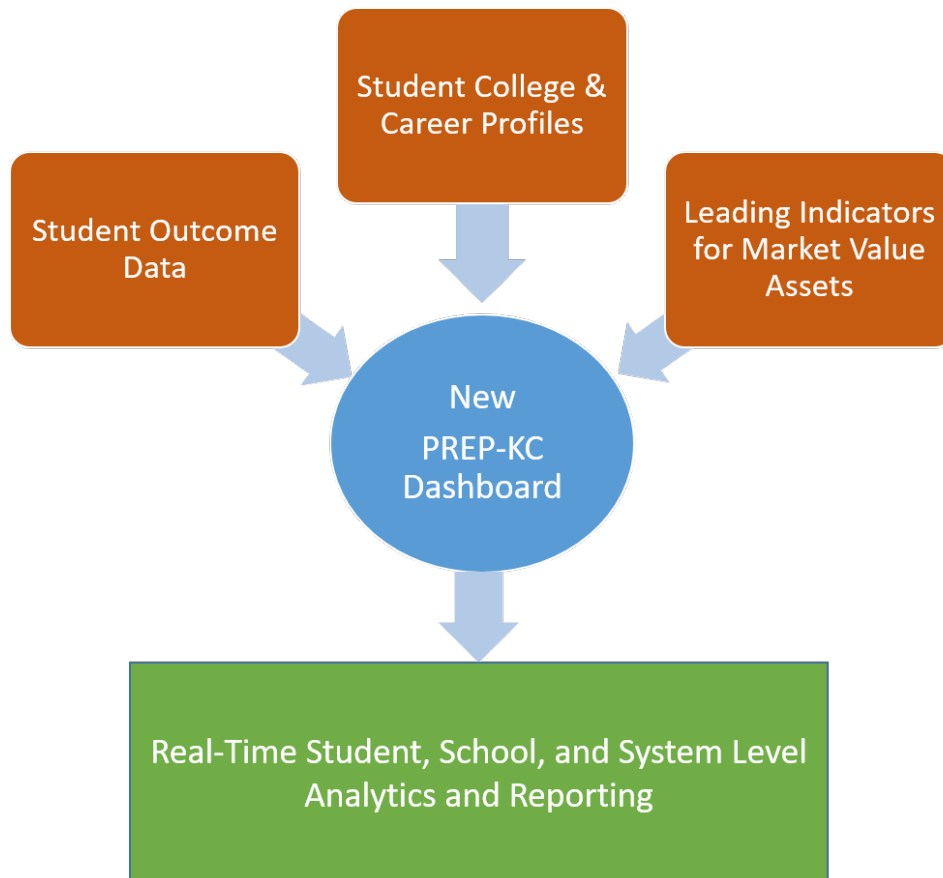 Student College &
Career Profiles
Student Outcome
Data
Leading Indicators
for Market Value
Assets
New
PREP-KC
Dashboard
Real-Time Student, School, and System Level
Analytics and Reporting